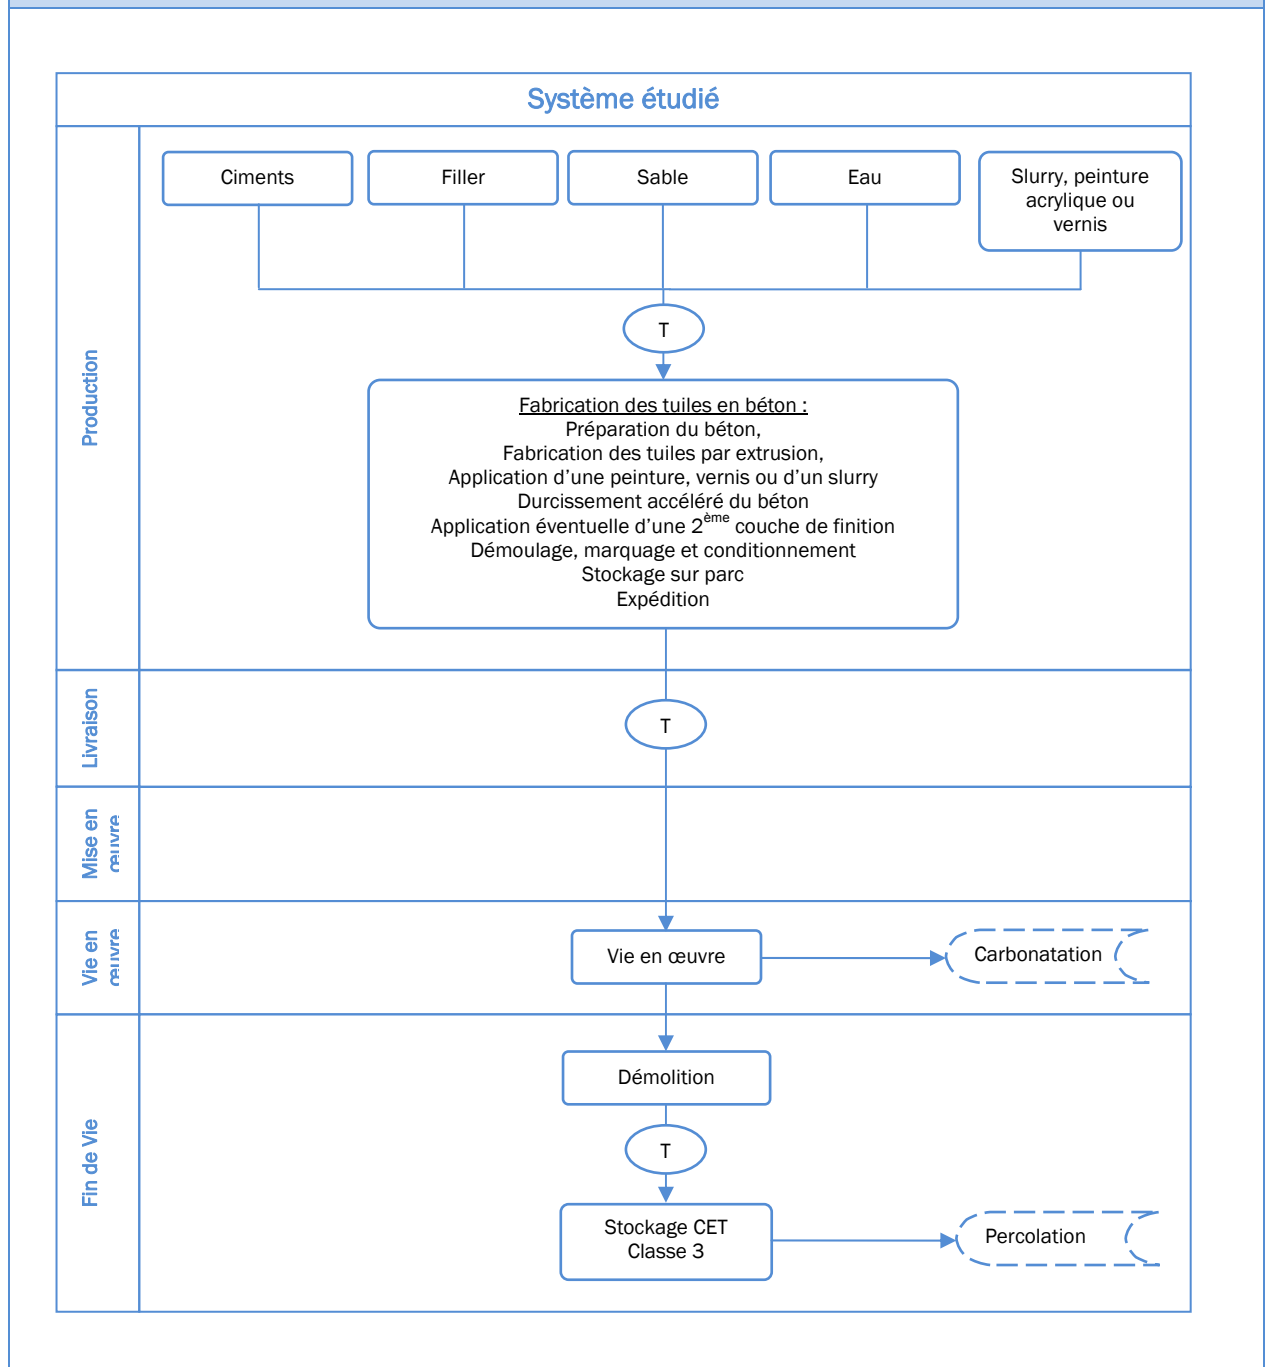 Système étudié
Production
Ciments
Filler
Sable
Eau
Slurry, peinture
acrylique ou
vernis
T
Fabrication des tuiles en béton :
Préparation du béton,
Fabrication des tuiles par extrusion,
Application d’une peinture, vernis ou d’un slurry
Durcissement accéléré du béton
Application éventuelle d’une 2ème couche de finition
Démoulage, marquage et conditionnement
Stockage sur parc
Expédition
Livraison
T
Mise en
œuvre
Vie en
œuvre
Vie en œuvre
Carbonatation
Fin de Vie
Démolition
T
Stockage CET
Classe 3
Percolation